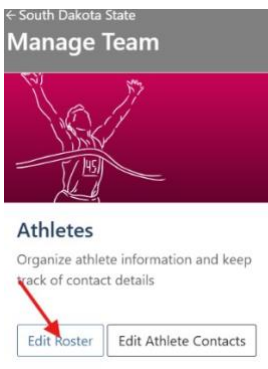 ← South Dakota State
Manage Team
45
Athletes
Organize athlete information and keep
track of contact details
Edit Roster
Edit Athlete Contacts